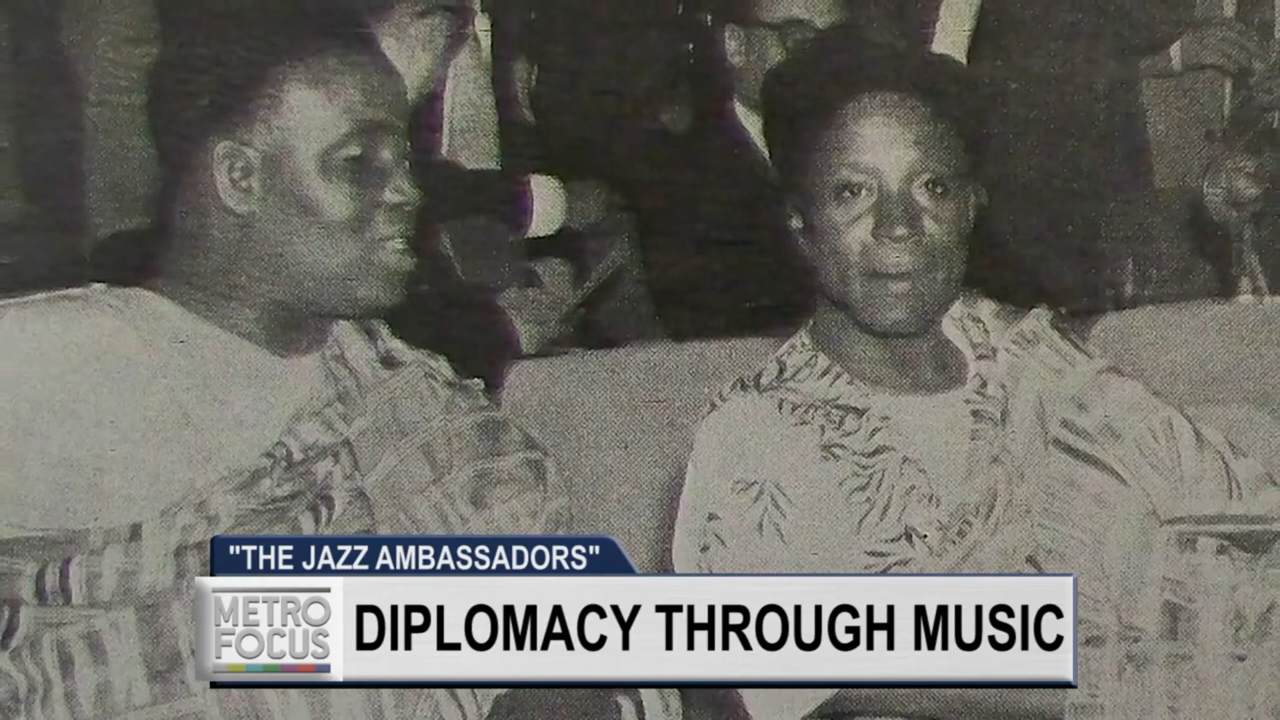 "THE JAZZ AMBASSADORS"
METRO
FOCUS
DIPLOMACY THROUGH MUSIC